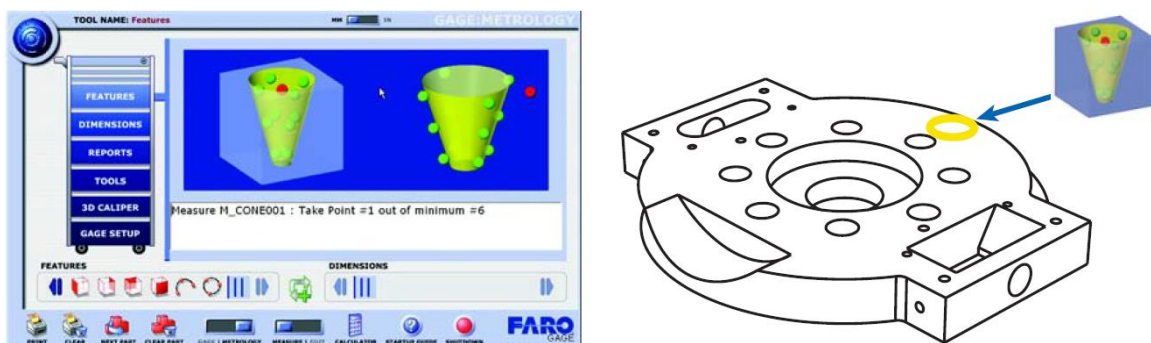 TOOL NAME: Features
MM IN
GAGE:METROLOGY
FEATURES
DIMENSIONS
REPORTS
TOOLS
3D CALIPER
GAGE SETUP
Measure M_CONE001 : Take Point #1 out of minimum #6
FEATURES
DIMENSIONS
PRINT
CLEAR
NEXT PART
CLEAR PART
GAGE | METROLOGY
MEASURE | EDIT
CALCULATOR
STARTUP GUIDE
SHUTDOWN
FARO
GAGE